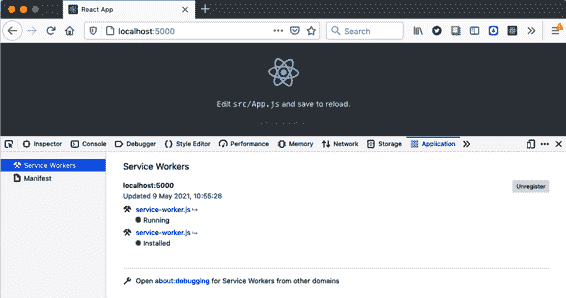 React App
localhost:5000
Search
Edit src/App.js and save to reload.
Inspector Console Debugger Style Editor Performance Memory Network Storage Application
Service Workers
Manifest
Service Workers
localhost:5000
Unregister
Updated 9 May 2021, 10:55:26
service-worker.js
Running
service-worker.js
Installed
Open about:debugging for Service Workers from other domains